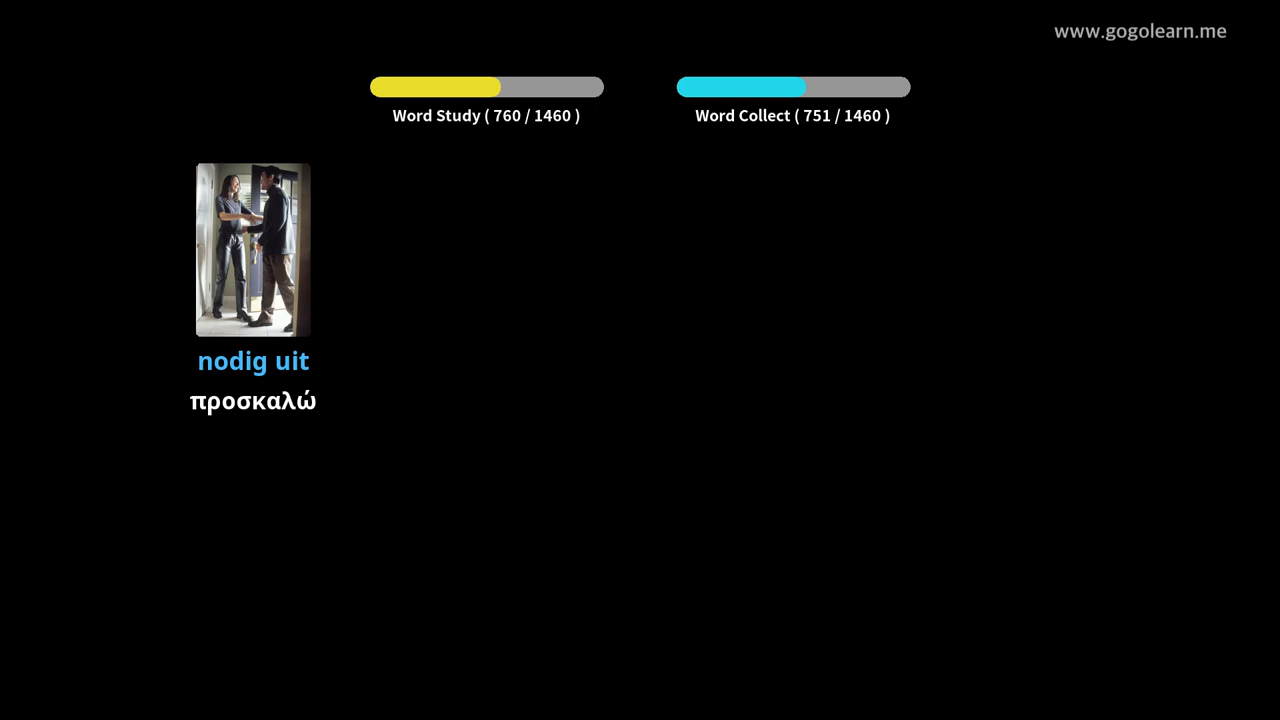 www.gogolearn.me
Word Study ( 760 / 1460 )
Word Collect ( 751 / 1460 )
nodig uit
προσκαλώ